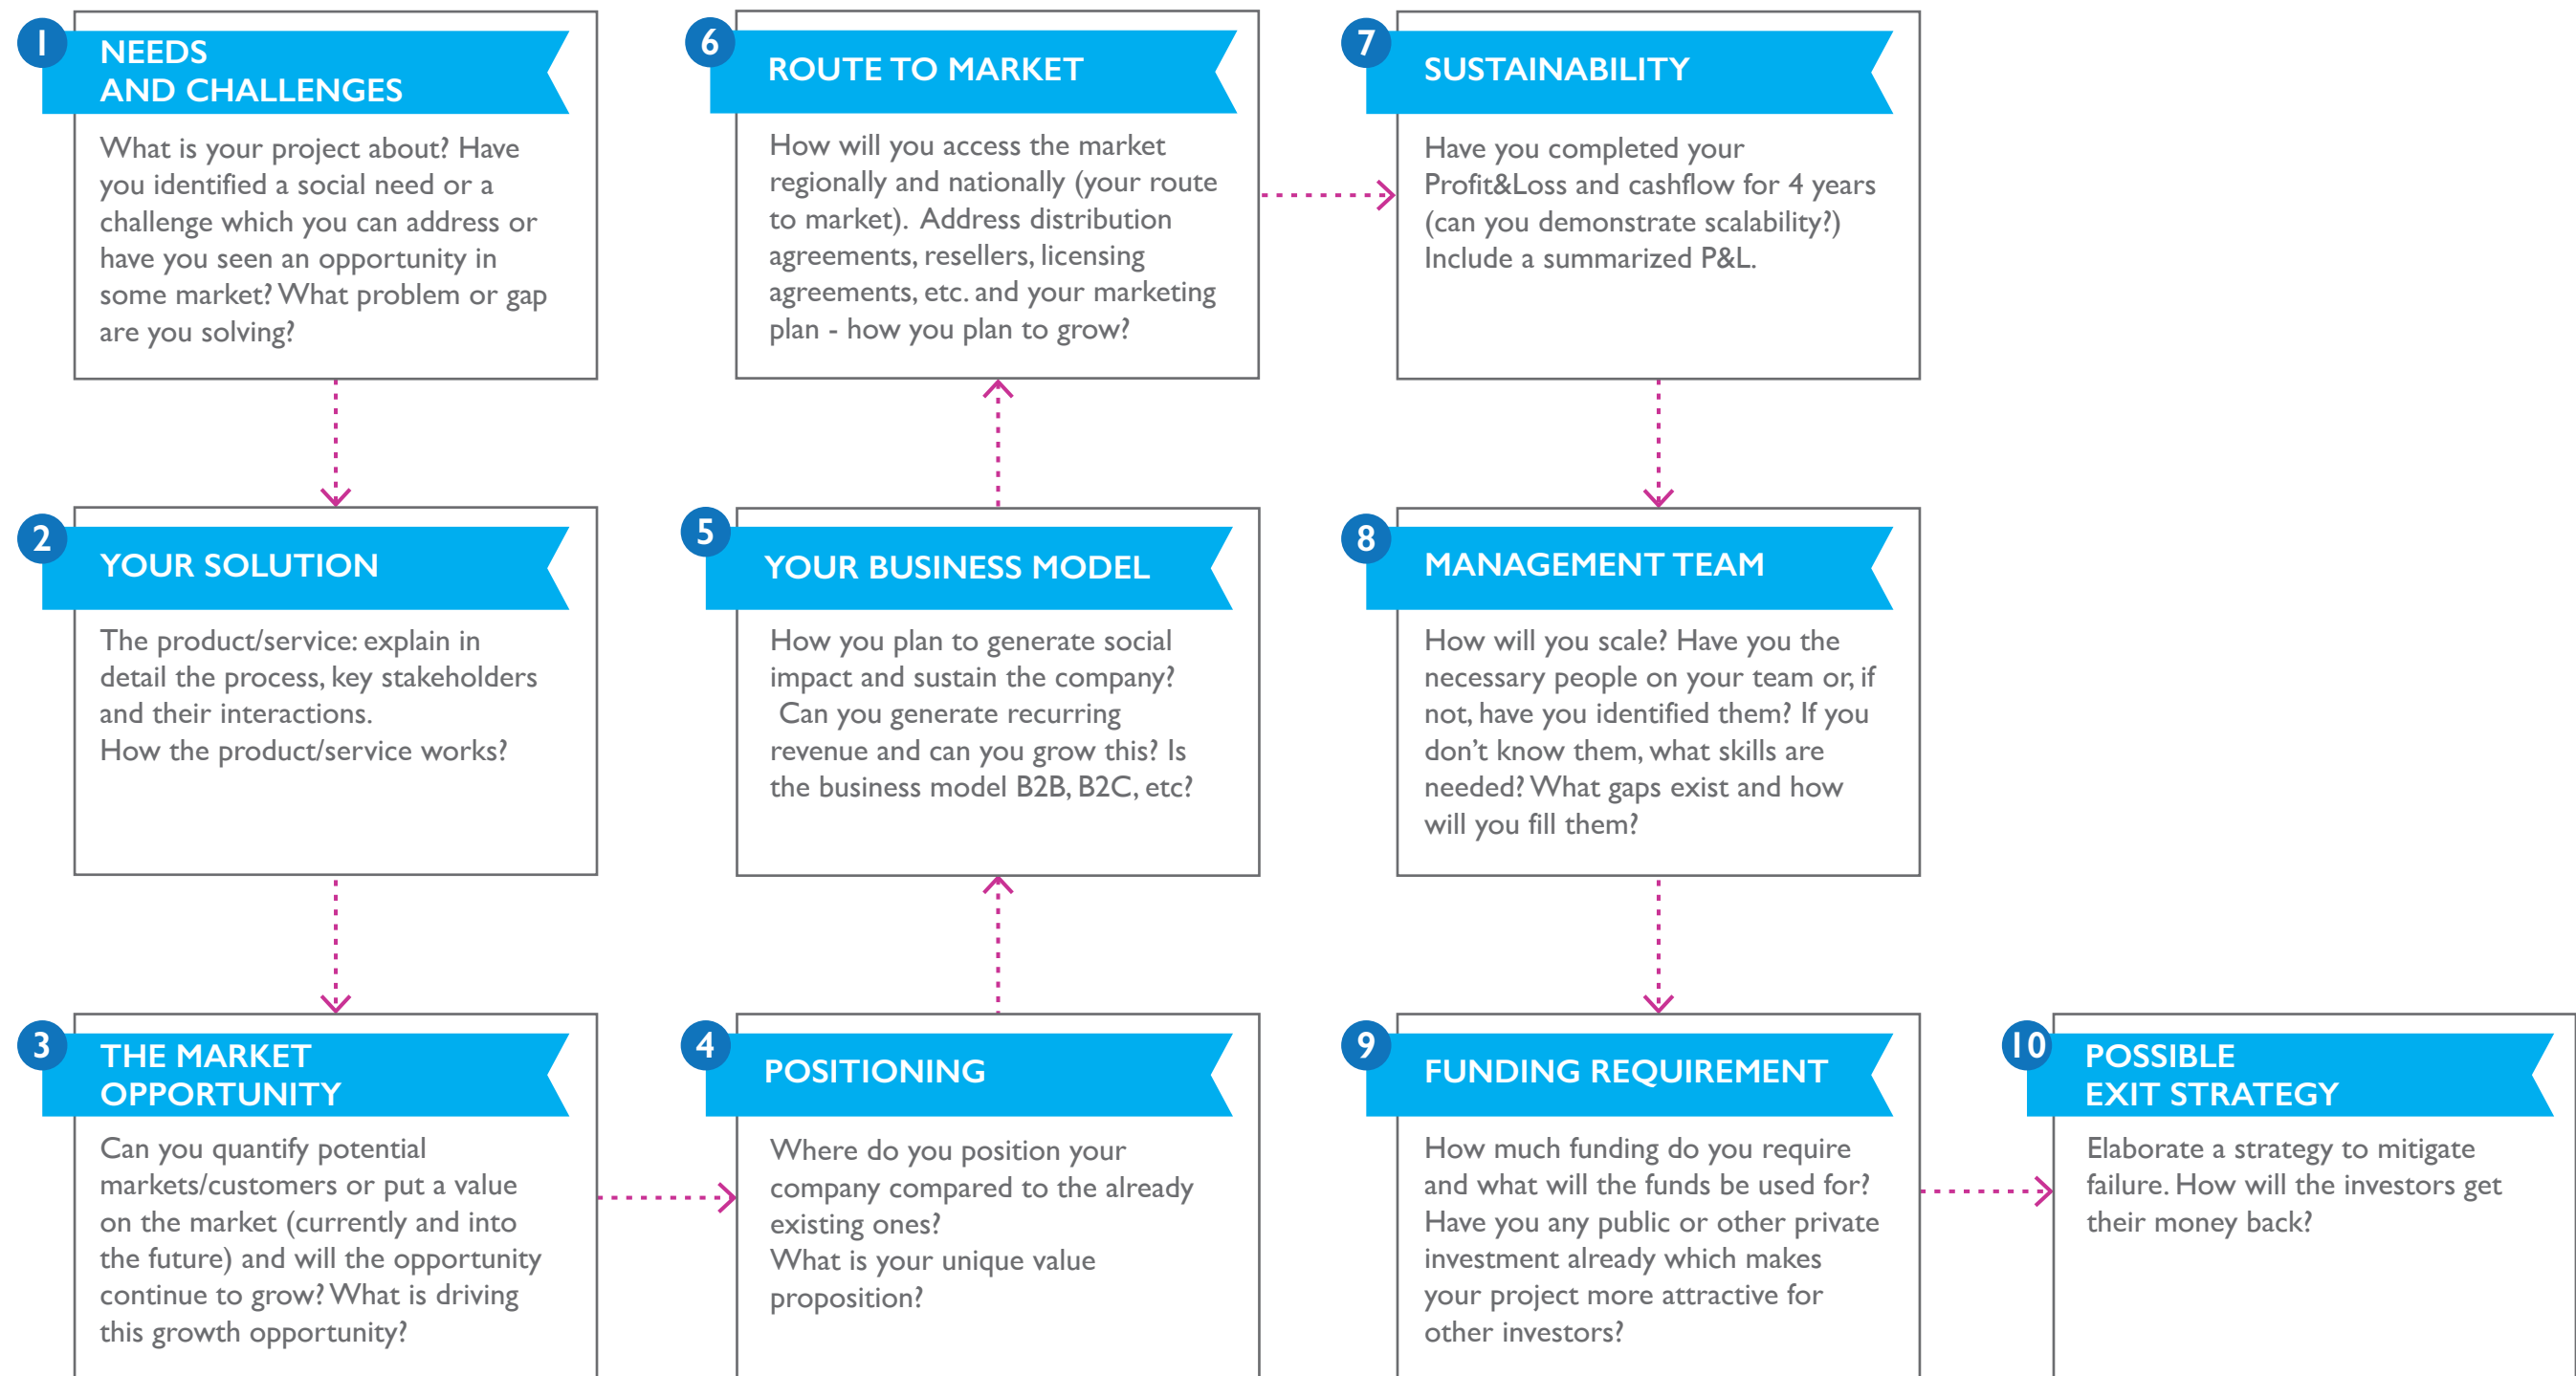 1
NEEDS
AND CHALLENGES
What is your project about? Have
you identified a social need or a
challenge which you can address or
have you seen an opportunity in
some market? What problem or gap
are you solving?
2
YOUR SOLUTION
The product/service: explain in
detail the process, key stakeholders
and their interactions.
How the product/service works?
3
THE MARKET
OPPORTUNITY
Can you quantify potential
markets/customers or put a value
on the market (currently and into
the future) and will the opportunity
continue to grow? What is driving
this growth opportunity?
4
POSITIONING
Where do you position your
company compared to the already
existing ones?
What is your unique value
proposition?
5
YOUR BUSINESS MODEL
How you plan to generate social
impact and sustain the company?
Can you generate recurring
revenue and can you grow this? Is
the business model B2B, B2C, etc?
6
ROUTE TO MARKET
How will you access the market
regionally and nationally (your route
to market). Address distribution
agreements, resellers, licensing
agreements, etc. and your marketing
plan - how you plan to grow?
7
SUSTAINABILITY
Have you completed your
Profit&Loss and cashflow for 4 years
(can you demonstrate scalability?)
Include a summarized P&L.
8
MANAGEMENT TEAM
How will you scale? Have you the
necessary people on your team or, if
not, have you identified them? If you
don't know them, what skills are
needed? What gaps exist and how
will you fill them?
9
FUNDING REQUIREMENT
How much funding do you require
and what will the funds be used for?
Have you any public or other private
investment already which makes
your project more attractive for
other investors?
10
POSSIBLE
EXIT STRATEGY
Elaborate a strategy to mitigate
failure. How will the investors get
their money back?